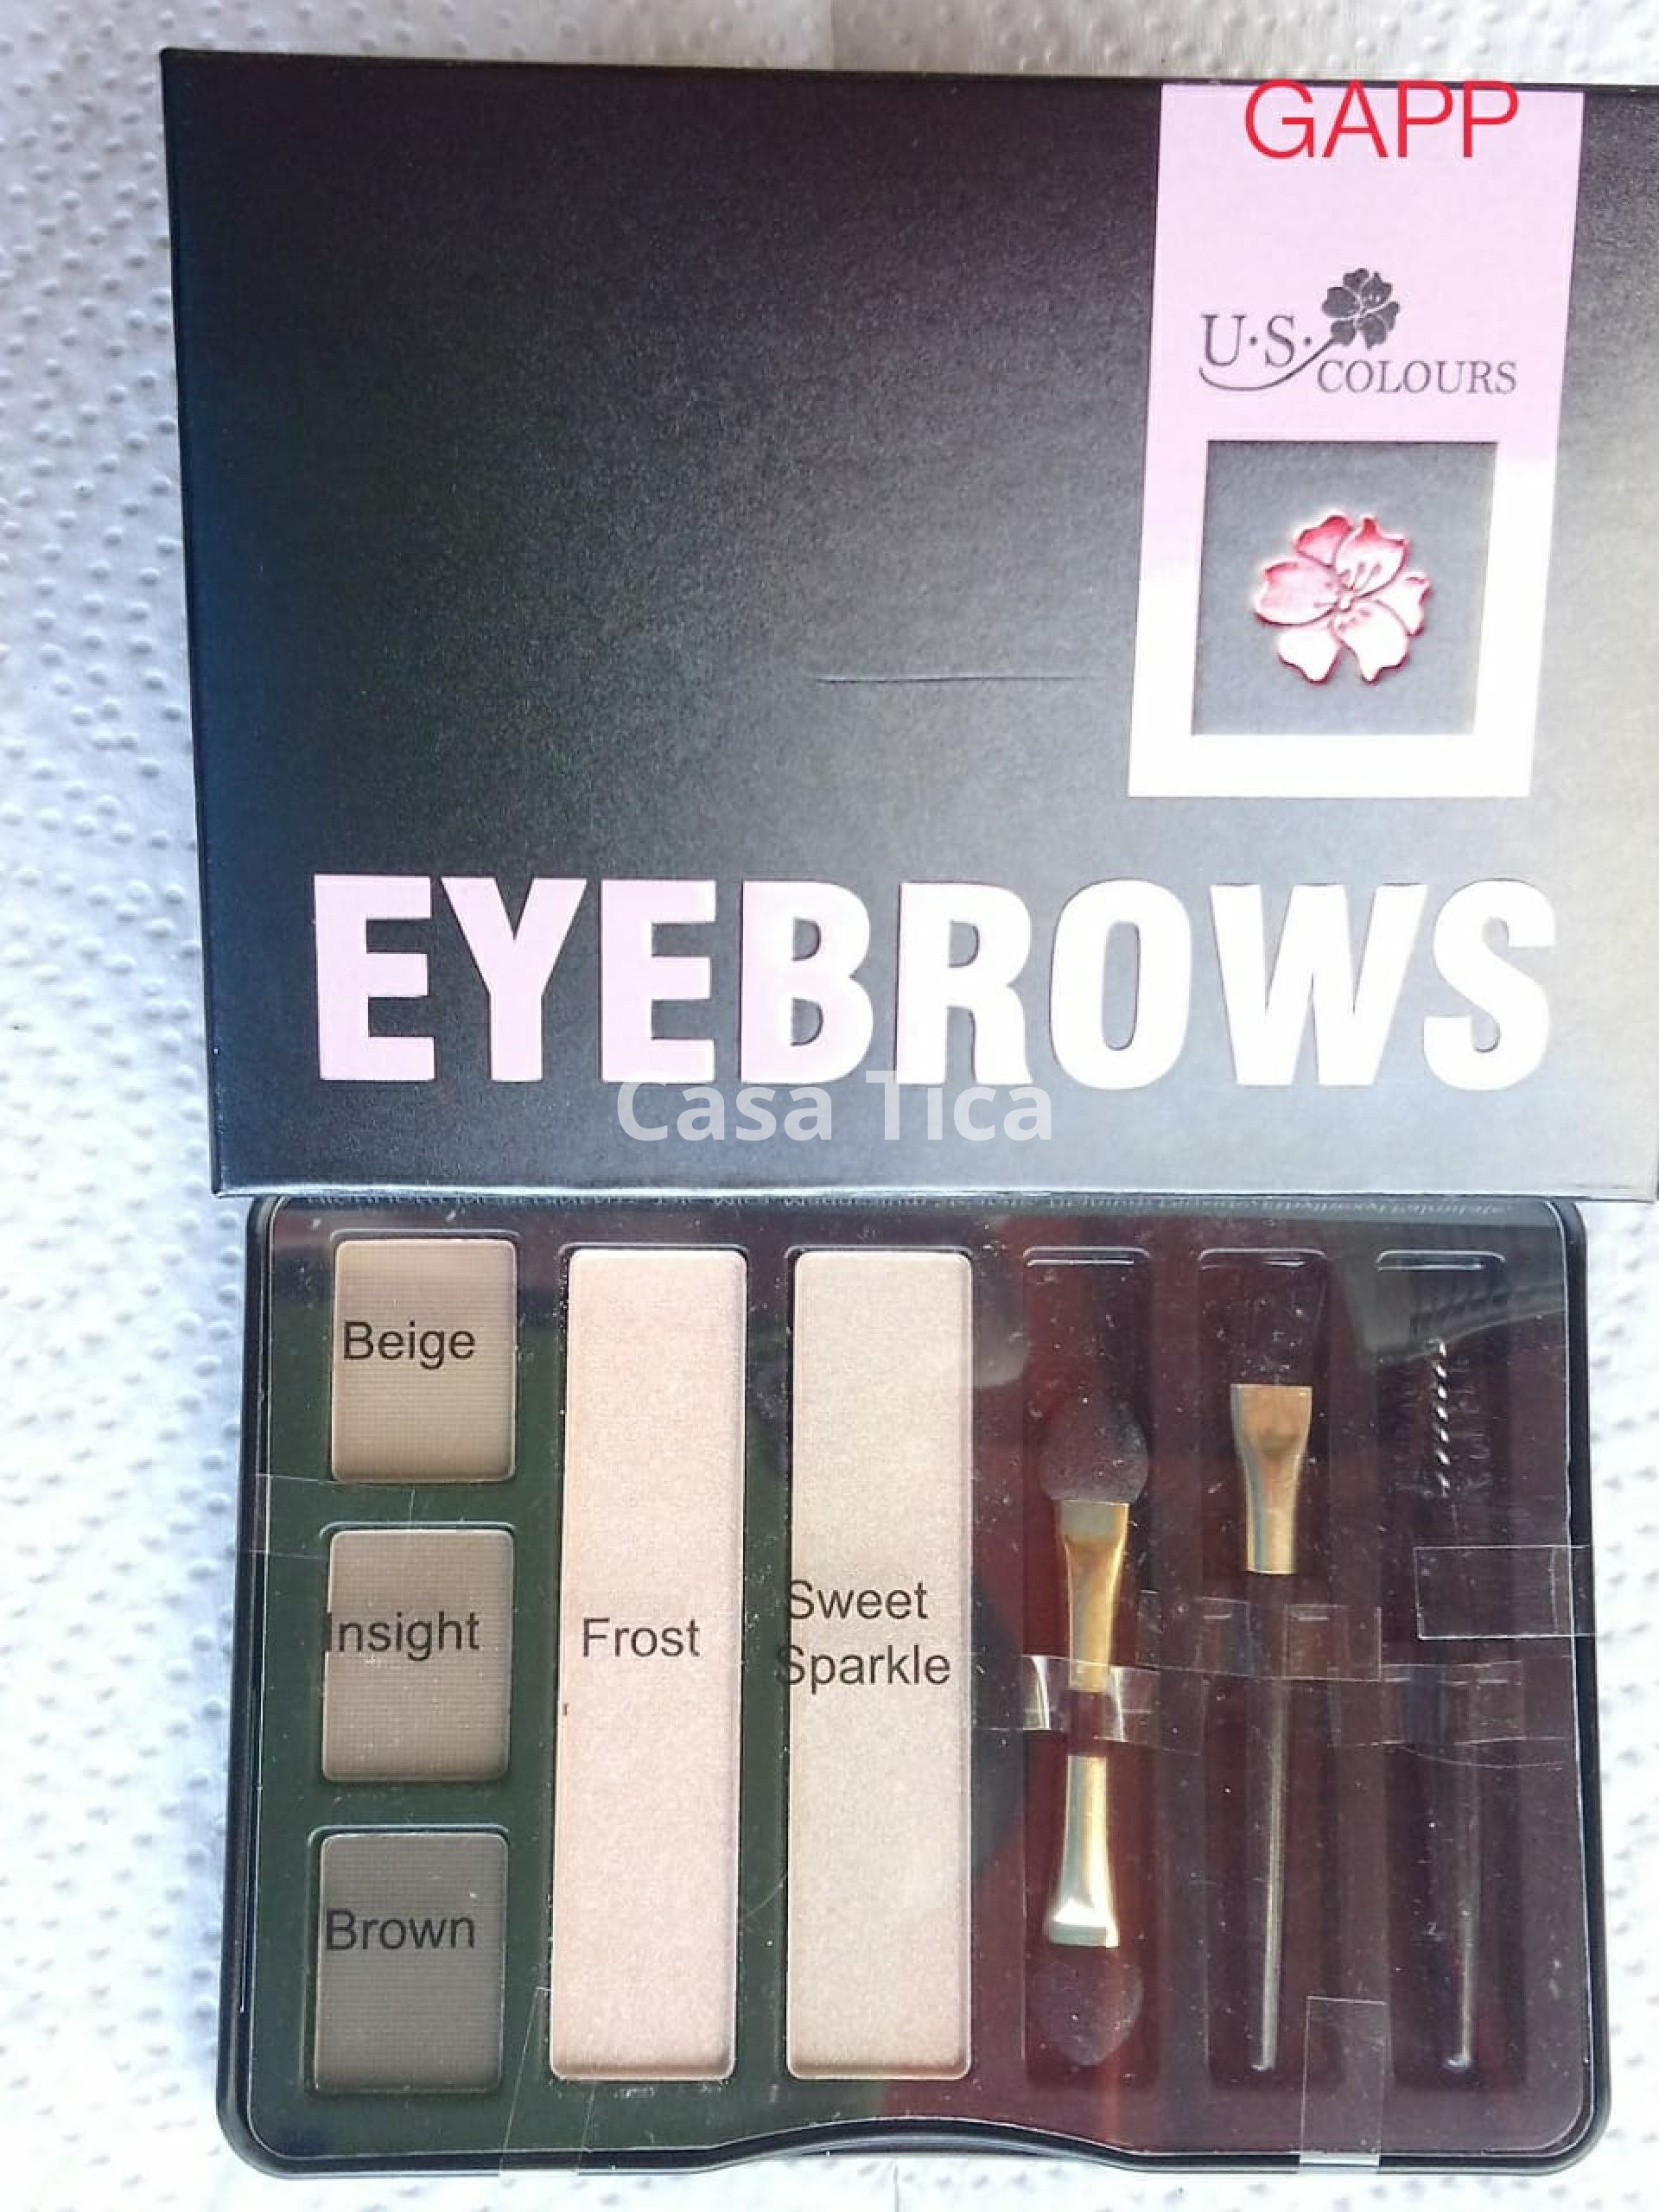 GAPP
U.S.
COLOURS
EYEBROWS
Casa Tica
Beige
Insight
Brown
Frost
Sweet
Sparkle